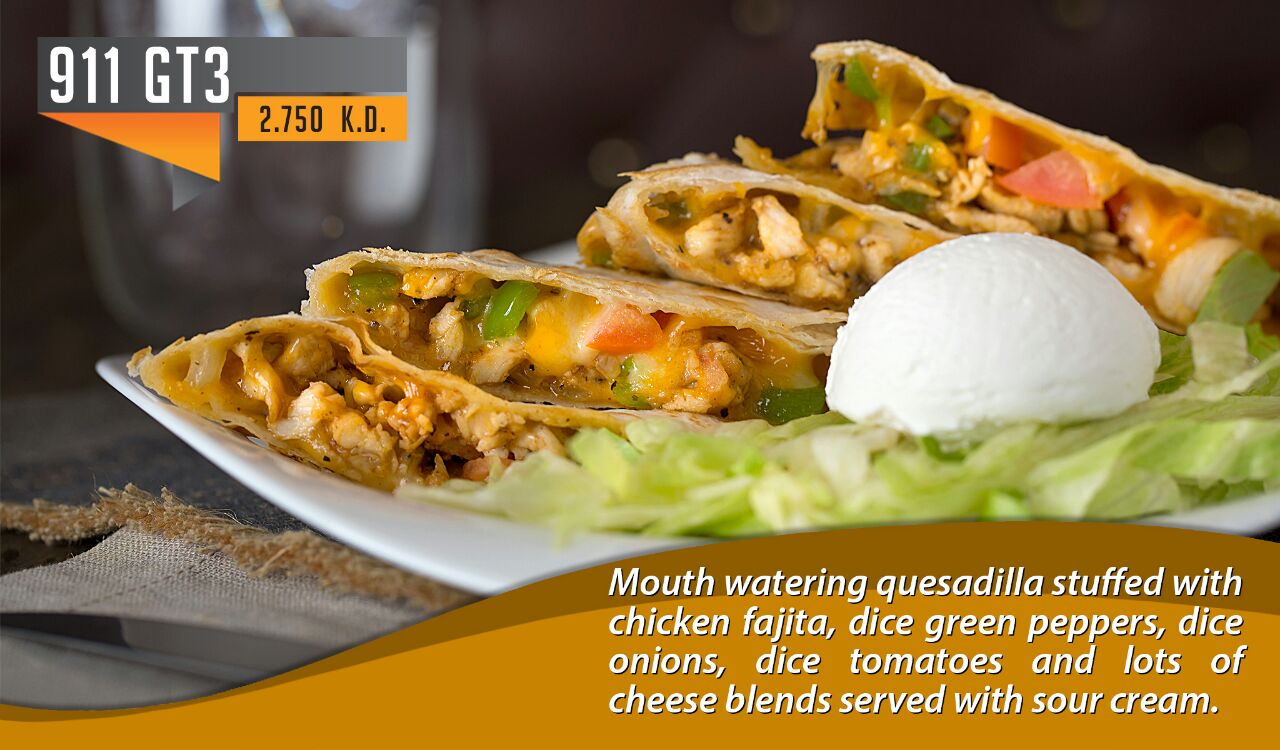 911 GT3
2.750 K.D.
Mouth watering quesadilla stuffed with
chicken fajita, dice green peppers, dice
onions, dice tomatoes and lots of
cheese blends served with sour cream.